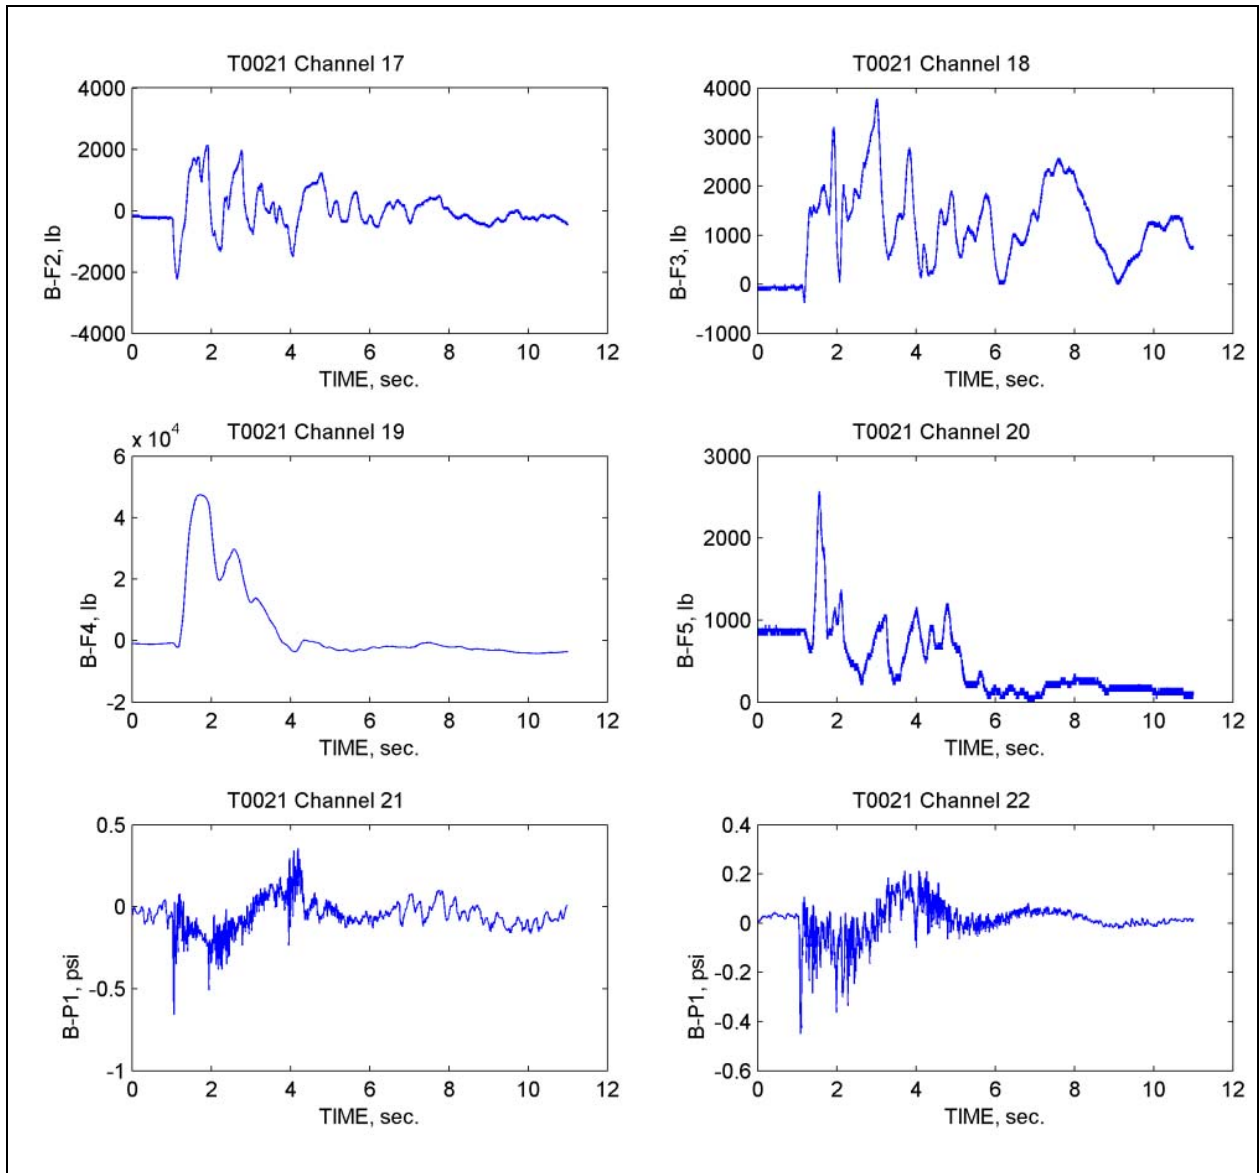 T0021 Channel 17
4000
2000
0
-2000
-4000
B-F2, lb
0 2 4 6 8 10 12
TIME, sec.
T0021 Channel 18
4000
3000
2000
1000
0
-1000
B-F3, lb
0 2 4 6 8 10 12
TIME, sec.
T0021 Channel 19
x 10^4
6
4
2
0
-2
B-F4, lb
0 2 4 6 8 10 12
TIME, sec.
T0021 Channel 20
3000
2000
1000
0
B-F5, lb
0 2 4 6 8 10 12
TIME, sec.
T0021 Channel 21
0.5
0
-0.5
-1
B-P1, psi
0 2 4 6 8 10 12
TIME, sec.
T0021 Channel 22
0.4
0.2
0
-0.2
-0.4
-0.6
B-P1, psi
0 2 4 6 8 10 12
TIME, sec.